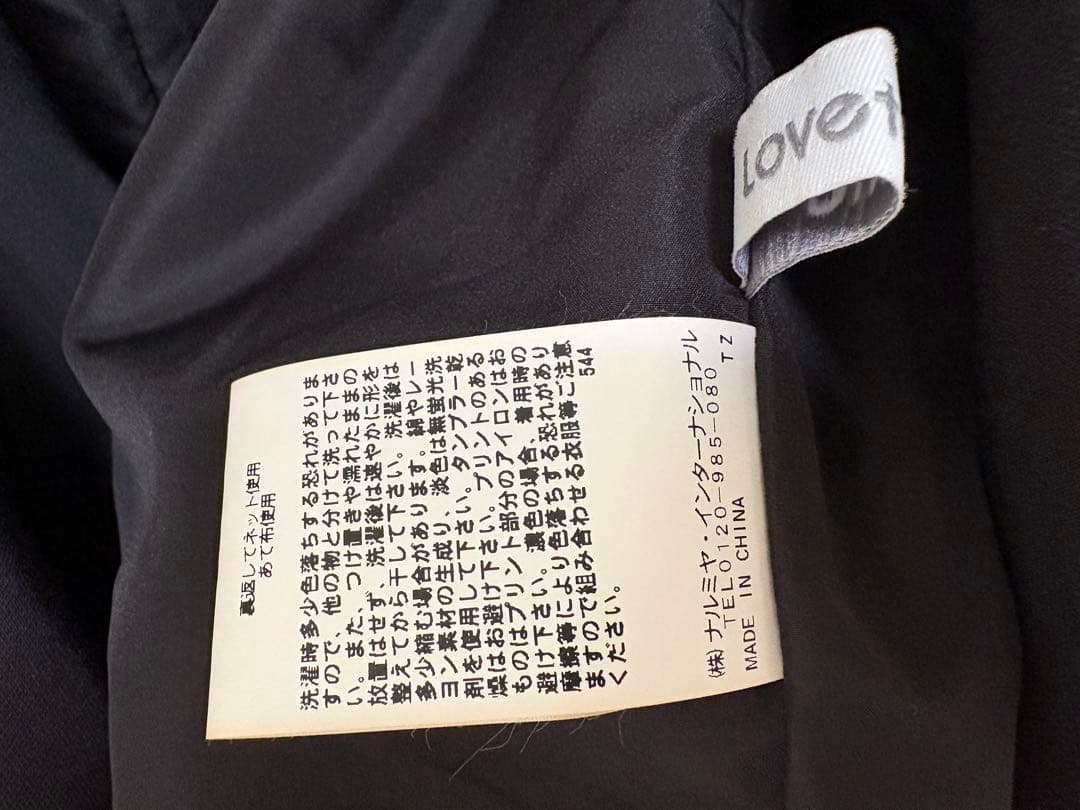 Lovet
裏返してネット使用
あて布使用
洗濯時多少色落ちする恐れがありま
すので、他の物と分けて洗って下さ
い。また、つけ置きや濡れたままの
放置はせず、洗濯後は速やかに形を
整えてから干して下さい。洗濯後は
多少縮む場合があります。綿やレー
ヨン素材の生成り、淡色は無蛍光洗
剤を使用して下さい。タンブラー乾
燥はお避け下さい。プリントのある
ものはプリント部分のアイロンはお
避け下さい。濃色の場合、着用時の
摩擦等により色落ちする恐れがあり
ますので組み合わせる衣服等ご注意
ください。
544
(株)ナルミヤ・インターナショナル
TEL0120-985-080 TZ
MADE IN CHINA